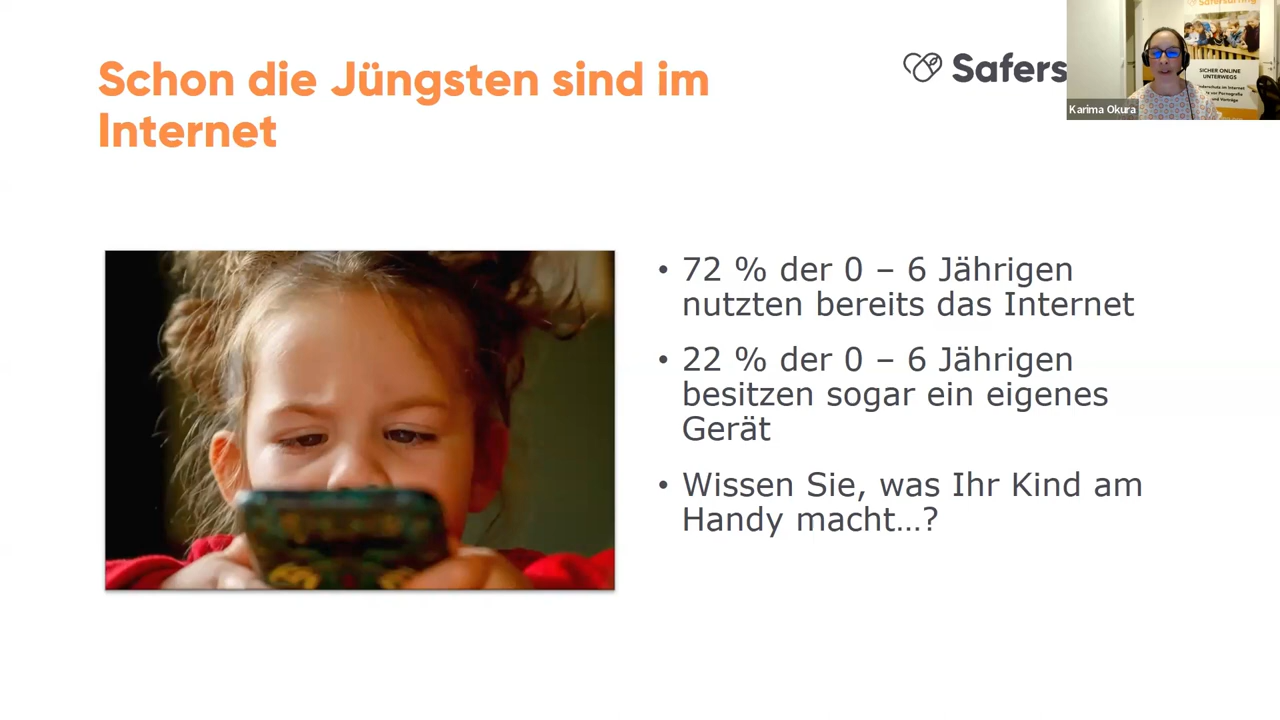 Schon die Jüngsten sind im
Internet
Safers
Safersurfing
SICHER ONLINE
UNTERWEGS
Karima Okura
• 72 % der 0 – 6 Jährigen
nutzten bereits das Internet
• 22 % der 0 – 6 Jährigen
besitzen sogar ein eigenes
Gerät
• Wissen Sie, was Ihr Kind am
Handy macht...?